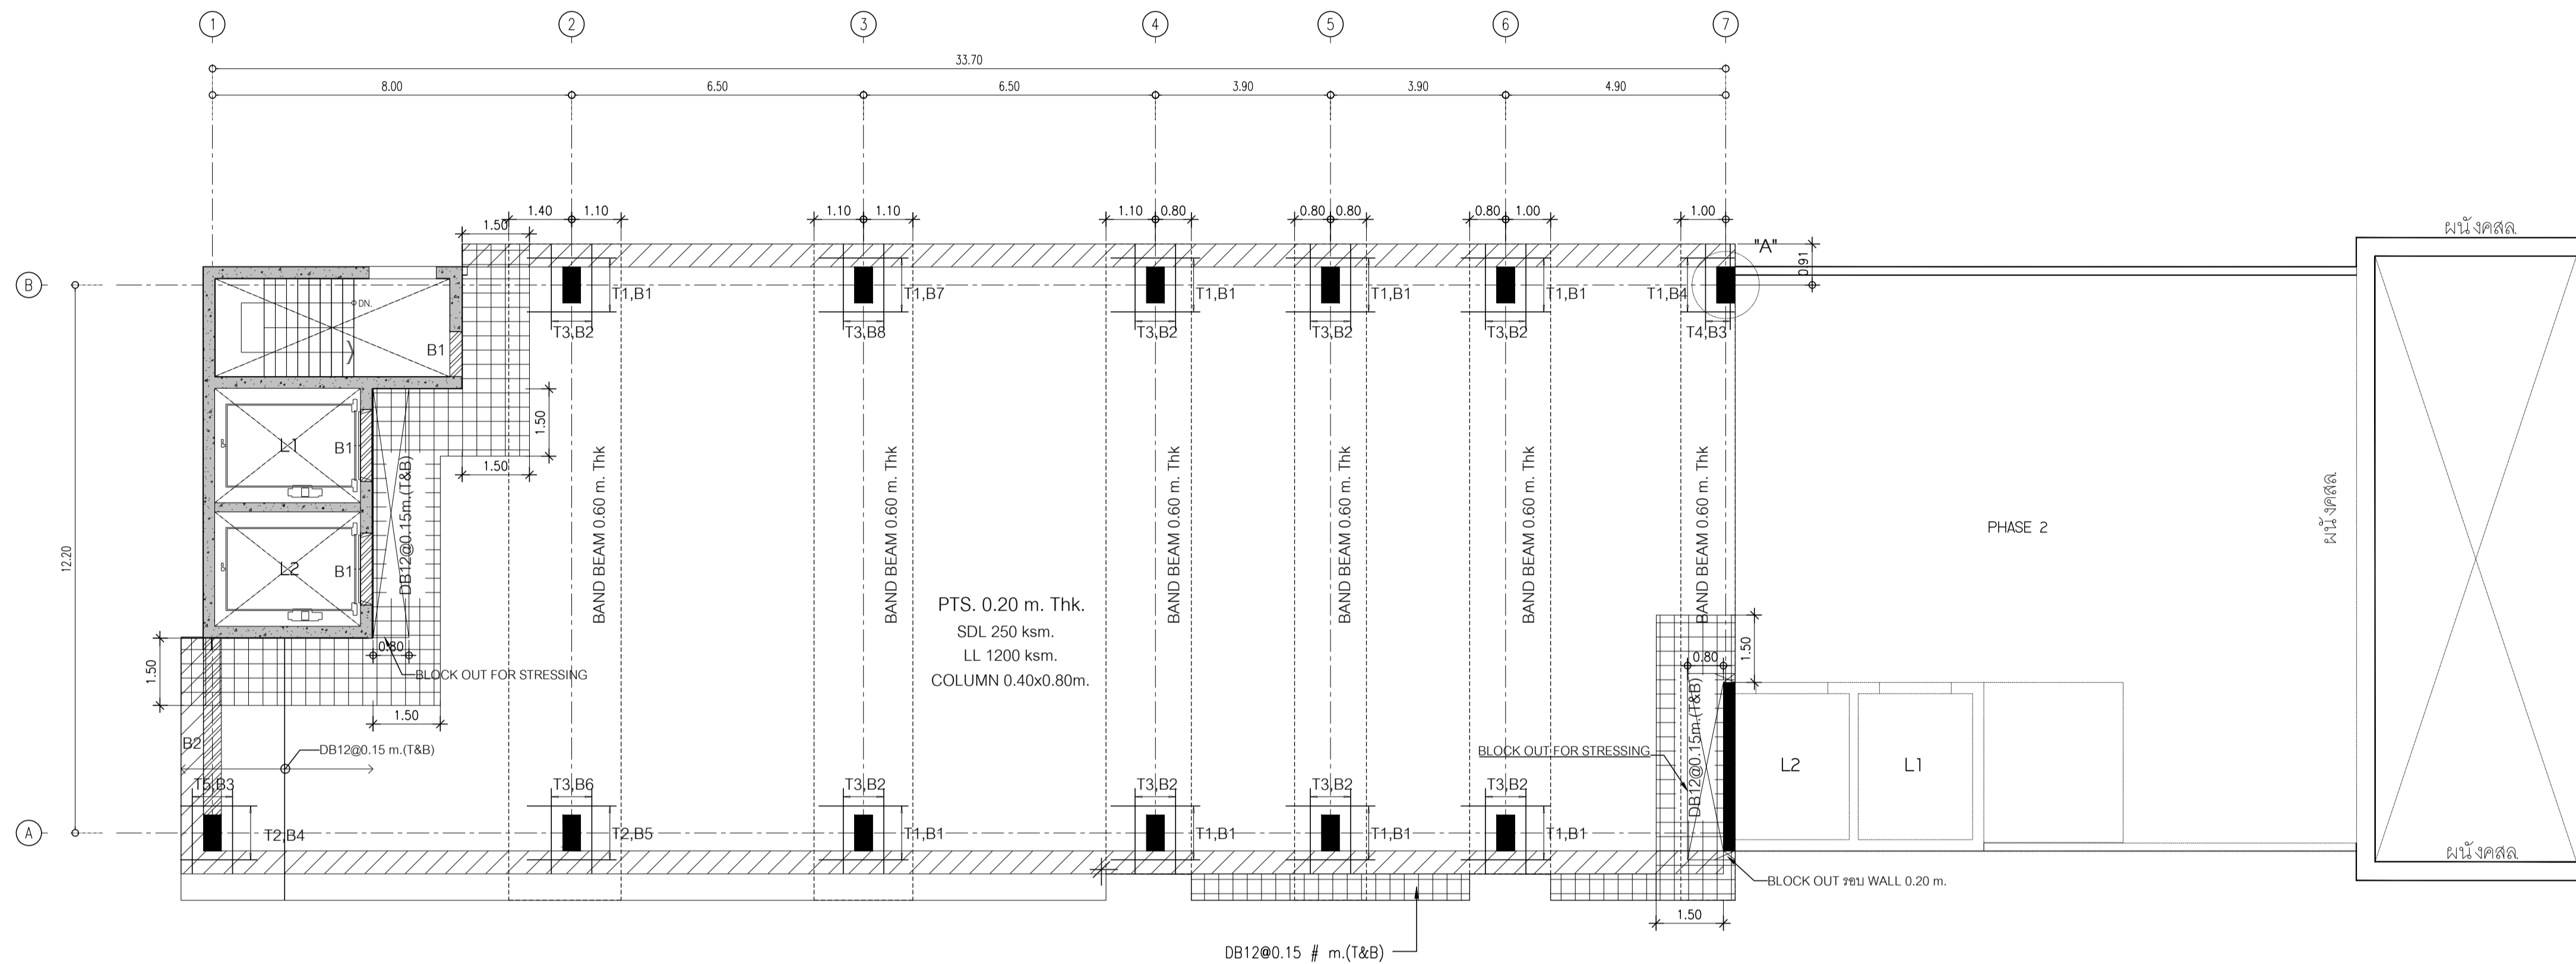 1
2
3
4
5
6
7
33.70
8.00
6.50
6.50
3.90
3.90
4.90
1.50
1.40
1.10
1.10
1.10
1.10
0.80
0.80
0.80
0.80
1.00
1.00
"A"
0.91
ผนังคสล.
B
T1,B1
T1,B7
T1,B1
T1,B1
T1,B1
T1,B4
DN.
B1
T3,B2
T3,B8
T3,B2
T3,B2
T3,B2
T4,B3
1.50
1.50
L1
B1
DB12@0.15m.(T&B)
BAND BEAM 0.60 m. Thk
BAND BEAM 0.60 m. Thk
BAND BEAM 0.60 m. Thk
BAND BEAM 0.60 m. Thk
BAND BEAM 0.60 m. Thk
BAND BEAM 0.60 m. Thk
ผนังคสล.
PHASE 2
12.20
L2
B1
PTS. 0.20 m. Thk.
SDL 250 ksm.
LL 1200 ksm.
COLUMN 0.40x0.80m.
0.80
BLOCK OUT FOR STRESSING
1.50
1.50
0.80
1.50
DB12@0.15m.(T&B)
B2
DB12@0.15 m.(T&B)
BLOCK OUT FOR STRESSING
L2
L1
T5,B3
T3,B6
T3,B2
T3,B2
T3,B2
T3,B2
A
T2,B4
T2,B5
T1,B1
T1,B1
T1,B1
T1,B1
ผนังคสล.
BLOCK OUT รอบ WALL 0.20 m.
1.50
DB12@0.15 # m.(T&B)